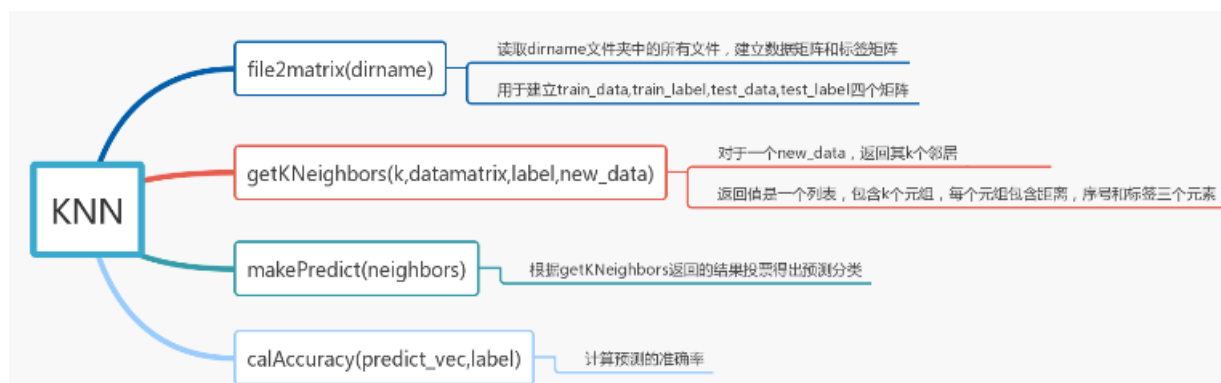 KNN
file2matrix(dirname)
读取dirname文件夹中的所有文件，建立数据矩阵和标签矩阵
用于建立train_data,train_label,test_data,test_label四个矩阵
getKNeighbors(k,datamatrix,label,new_data)
对于一个new_data，返回其k个邻居
返回值是一个列表，包含k个元组，每个元组包含距离，序号和标签三个元素
makePredict(neighbors)
根据getKNeighbors返回的结果投票得出预测分类
calAccuracy(predict_vec,label)
计算预测的准确率